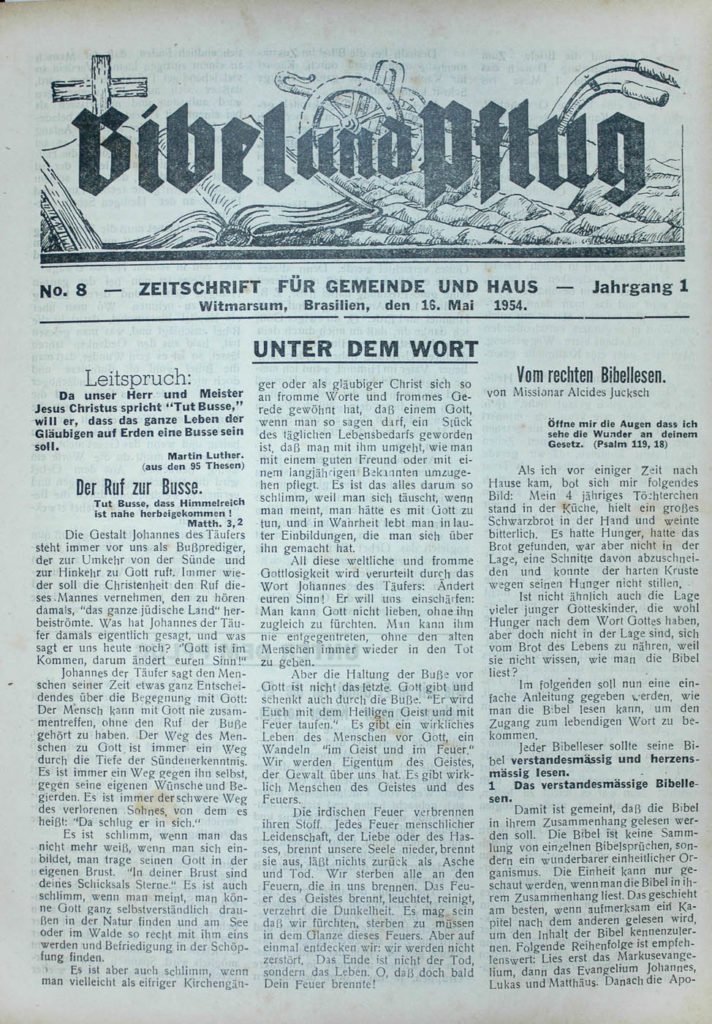 Bibel und Pflug
No. 8 — ZEITSCHRIFT FÜR GEMEINDE UND HAUS — Jahrgang 1
Witmarsum, Brasilien, den 16. Mai 1954.
UNTER DEM WORT
Leitspruch:
Da unser Herr und Meister
Jesus Christus spricht "Tut Busse,"
will er, dass das ganze Leben der
Gläubigen auf Erden eine Busse sein
soll.
Martin Luther.
(aus den 95 Thesen)
Der Ruf zur Busse.
Tut Busse, dass Himmelreich
ist nahe herbeigekommen!
Matth. 3,2
Die Gestalt Johannes des Täufers
steht immer vor uns als Bußprediger,
der zur Umkehr von der Sünde und
zur Hinkehr zu Gott ruft. Immer wie-
der soll die Christenheit den Ruf die-
ses Mannes vernehmen, den zu hören
damals, "das ganze jüdische Land" her-
beiströmte. Was hat Johannes der Täu-
fer damals eigentlich gesagt, und was
sagt er uns heute noch? "Gott ist im
Kommen, darum ändert euren Sinn!"
Johannes der Täufer sagt den Men-
schen seiner Zeit etwas ganz Entschei-
dendes über die Begegnung mit Gott:
Der Mensch kann mit Gott nie zusam-
mentreffen, ohne den Ruf der Buße
gehört zu haben. Der Weg des Men-
schen zu Gott ist immer ein Weg
durch die Tiefe der Sündenerkenntnis.
Es ist immer ein Weg gegen ihn selbst,
gegen seine eigenen Wünsche und Be-
gierden. Es ist immer der schwere Weg
des verlorenen Sohnes, von dem es
heißt: "Da schlug er in sich."
Es ist schlimm, wenn man das
nicht mehr weiß, wenn man sich ein-
bildet, man trage seinen Gott in der
eigenen Brust. "In deiner Brust sind
deines Schicksals Sterne." Es ist auch
schlimm, wenn man meint, man kön-
ne Gott ganz selbstverständlich drau-
ßen in der Natur finden und am See
oder im Walde so recht mit ihm eins
werden und Befriedigung in der Schöp-
fung finden.
Es ist aber auch schlimm, wenn
man vielleicht als eifriger Kirchengän-
ger oder als gläubiger Christ sich so
an fromme Worte und frommes Ge-
rede gewöhnt hat, daß einem Gott,
wenn man so sagen darf, ein Stück
des täglichen Lebensbedarfs geworden
ist, daß man mit ihm umgeht, wie man
mit einem guten Freund oder mit ei-
nem langjährigen Bekannten umzuge-
hen pflegt. Es ist das alles darum so
schlimm, weil man sich täuscht, wenn
man meint, man hätte es mit Gott zu
tun, und in Wahrheit lebt man in lau-
ter Einbildungen, die man sich über
ihn gemacht hat.
All diese weltliche und fromme
Gottlosigkeit wird verurteilt durch das
Wort Johannes des Täufers: Ändert
euren Sinn! Er will uns einschärfen:
Man kann Gott nicht lieben, ohne ihn
zugleich zu fürchten. Man kann ihm
nie entgegentreten, ohne den alten
Menschen immer wieder in den Tot
zu geben.
Aber die Haltung der Buße vor
Gott ist nicht das letzte. Gott gibt und
schenkt auch durch die Buße. "Er wird
Euch mit dem Heiligen Geist und mit
Feuer taufen." Es gibt ein wirkliches
Leben des Menschen vor Gott, ein
Wandeln "im Geist und im Feuer."
Wir werden Eigentum des Geistes,
der Gewalt über uns hat. Es gibt wirk-
lich Menschen des Geistes und des
Feuers.
Die irdischen Feuer verbrennen
ihren Stoff. Jedes Feuer menschlicher
Leidenschaft, der Liebe oder des Has-
ses, brennt unsere Seele nieder, brennt
sie aus, läßt nichts zurück als Asche
und Tod. Wir sterben alle an den
Feuern, die in uns brennen. Das Feu-
er des Geistes brennt, leuchtet, reinigt,
verzehrt die Dunkelheit. Es mag sein
daß wir fürchten, sterben zu müssen
in dem Glanze dieses Feuers. Aber auf
einmal entdecken wir: wir werden nicht
zerstört. Das Ende ist nicht der Tod,
sondern das Leben. O, daß doch bald
Dein Feuer brennte!
Vom rechten Bibellesen.
von Missionar Alcides Jucksch
Öffne mir die Augen dass ich
sehe die Wunder an deinem
Gesetz. (Psalm 119, 18)
Als ich vor einiger Zeit nach
Hause kam, bot sich mir folgendes
Bild: Mein 4 jähriges Töchterchen
stand in der Küche, hielt ein großes
Schwarzbrot in der Hand und weinte
bitterlich. Es hatte Hunger, hatte das
Brot gefunden, war aber nicht in der
Lage, eine Schnitte davon abzuschnei-
den und konnte der harten Kruste
wegen seinen Hunger nicht stillen.
Ist nicht ähnlich auch die Lage
vieler junger Gotteskinder, die wohl
Hunger nach dem Wort Gottes haben,
aber doch nicht in der Lage sind, sich
vom Brot des Lebens zu nähren, weil
sie nicht wissen, wie man die Bibel
liest?
Im folgenden soll nun eine ein-
fache Anleitung gegeben werden, wie
man die Bibel lesen kann, um den
Zugang zum lebendigen Wort zu be-
kommen.
Jeder Bibelleser sollte seine Bi-
bel verstandesmässig und herzens-
mässig lesen.
1 Das verstandesmässige Bibelle-
sen.
Damit ist gemeint, daß die Bibel
in ihrem Zusammenhang gelesen wer-
den soll. Die Bibel ist keine Samm-
lung von einzelnen Bibelsprüchen, son-
dern ein wunderbarer einheitlicher Or-
ganismus. Die Einheit kann nur ge-
schaut werden, wenn man die Bibel in ih-
rem Zusammenhang liest. Das geschieht
am besten, wenn aufmerksam ein Ka-
pitel nach dem anderen gelesen wird,
um den Inhalt der Bibel kennenzuler-
nen. Folgende Reihenfolge ist empfeh-
lenswert: Lies erst das Markusevange-
lium, dann das Evangelium Johannes,
Lukas und Matthäus. Danach die Apo-